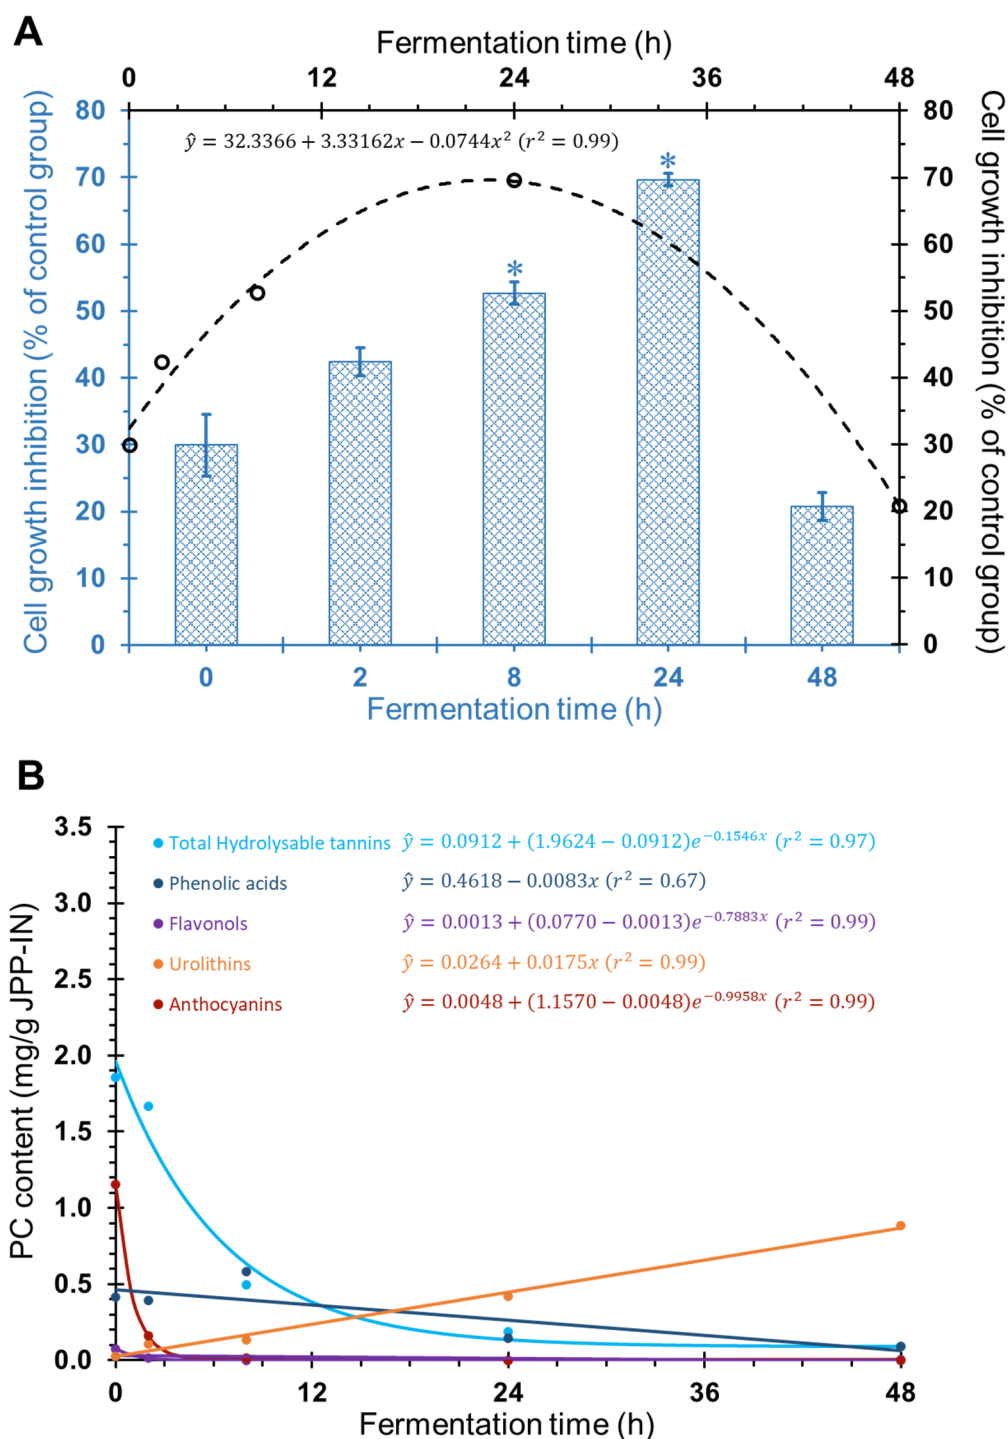 A
Fermentation time (h)
0 12 24 36 48
Cell growth inhibition (% of control group)
80
70
60
50
40
30
20
10
0
ŷ = 32.3366 + 3.33162x − 0.0744x² (r² = 0.99)
*
*
80
70
60
50
40
30
20
10
0
Cell growth inhibition (% of control group)
0 2 8 24 48
Fermentation time (h)
B
PC content (mg/g JPP-IN)
3.5
3.0
2.5
2.0
1.5
1.0
0.5
0.0
Total Hydrolysable tannins ŷ = 0.0912 + (1.9624 − 0.0912)e^−0.1546x (r² = 0.97)
Phenolic acids ŷ = 0.4618 − 0.0083x (r² = 0.67)
Flavonols ŷ = 0.0013 + (0.0770 − 0.0013)e^−0.7883x (r² = 0.99)
Urolithins ŷ = 0.0264 + 0.0175x (r² = 0.99)
Anthocyanins ŷ = 0.0048 + (1.1570 − 0.0048)e^−0.9958x (r² = 0.99)
0 12 24 36 48
Fermentation time (h)